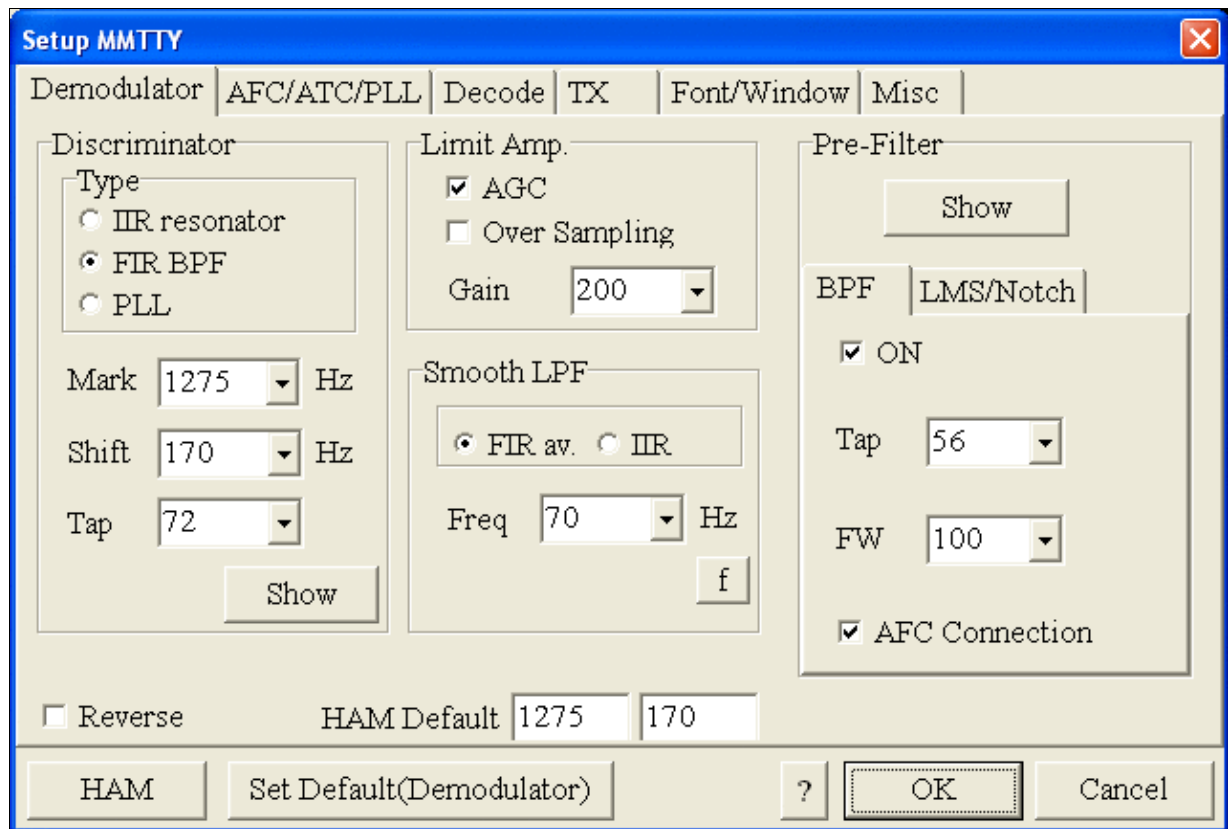 Setup MMTTY
Demodulator AFC/ATC/PLL Decode TX Font/Window Misc
Discriminator
Type
IIR resonator
FIR BPF
PLL
Mark 1275 Hz
Shift 170 Hz
Tap 72
Show
Limit Amp.
AGC
Over Sampling
Gain 200
Smooth LPF
FIR av. IIR
Freq 70 Hz
f
Pre-Filter
Show
BPF LMS/Notch
ON
Tap 56
FW 100
AFC Connection
Reverse HAM Default 1275 170
HAM Set Default(Demodulator) ? OK Cancel